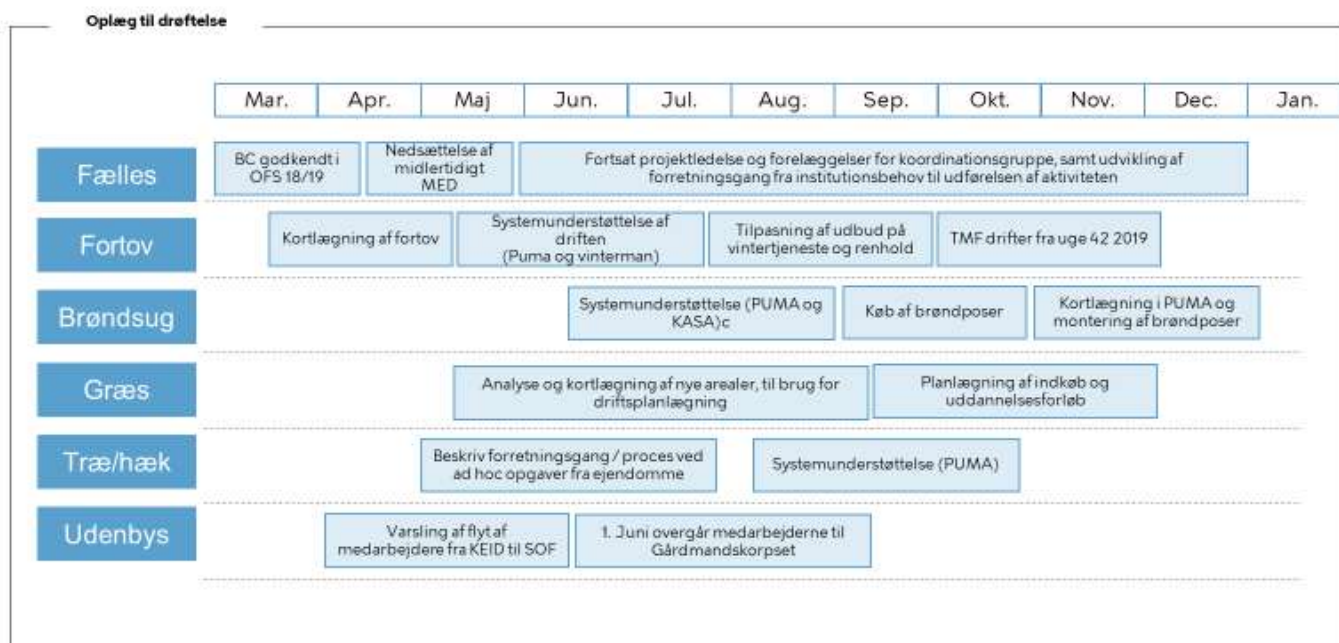 Oplæg til drøftelse
Mar. Apr. Maj Jun. Jul. Aug. Sep. Okt. Nov. Dec. Jan.
Fælles
BC godkendt i
OFS 18/19
Nedsættelse af
midlertidigt
MED
Fortsat projektledelse og forelæggelser for koordinationsgruppe, samt udvikling af
forretningsgang fra institutionsbehov til udførelsen af aktiviteten
Fortov
Kortlægning af fortov
Systemunderstøttelse af
driften
(Puma og vinterman)
Tilpasning af udbud på
vintertjeneste og renhold
TMF drifter fra uge 42 2019
Brøndsug
Systemunderstøttelse (PUMA og
KASA)c
Køb af brøndposer
Kortlægning i PUMA og
montering af brøndposer
Græs
Analyse og kortlægning af nye arealer, til brug for
driftsplanlægning
Planlægning af indkøb og
uddannelsesforløb
Træ/hæk
Beskriv forretningsgang / proces ved
ad hoc opgaver fra ejendomme
Systemunderstøttelse (PUMA)
Udenbys
Varsling af flyt af
medarbejdere fra KEID til SOF
1. Juni overgår medarbejderne til
Gårdmandskorpset